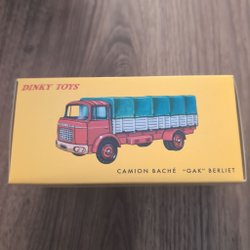 DINKY TOYS
CAMION BACHÉ "GAK" BERLIET